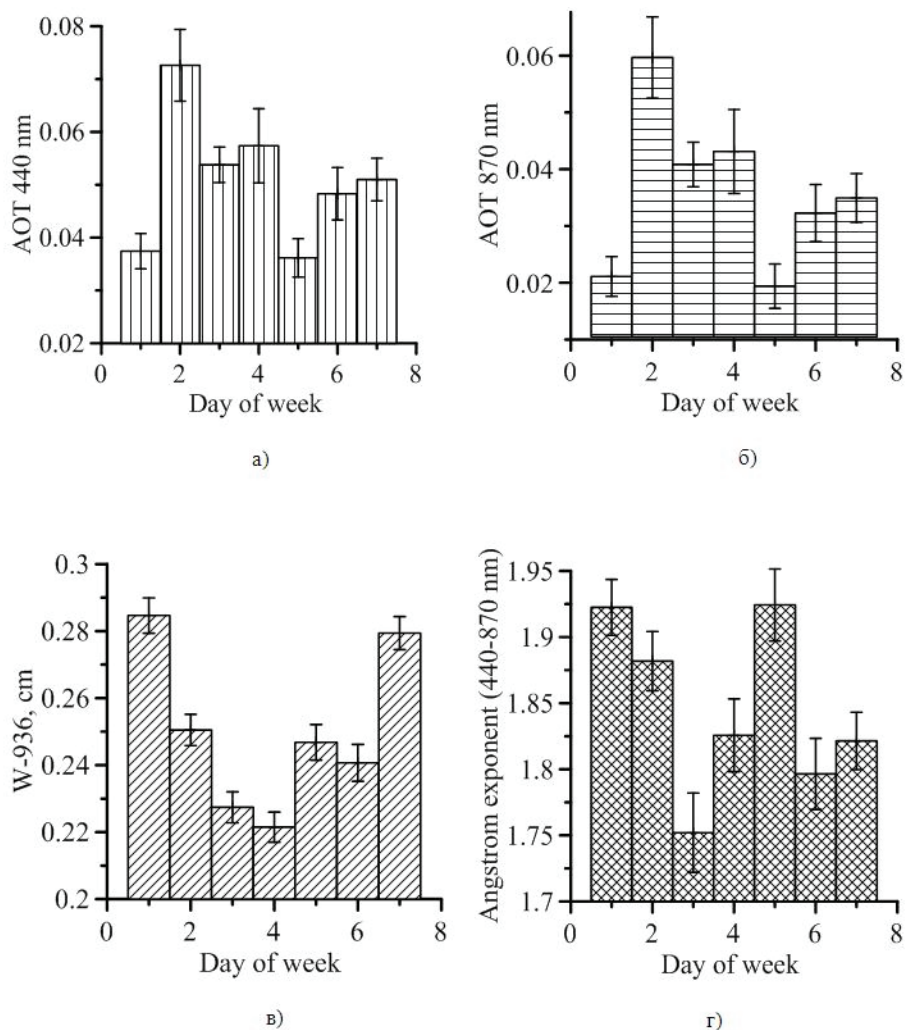 0.08
0.06
0.04
0.02
AOT 440 nm
0 2 4 6 8
Day of week
а)
0.06
0.04
0.02
AOT 870 nm
0 2 4 6 8
Day of week
б)
0.3
0.28
0.26
0.24
0.22
0.2
W-936, cm
0 2 4 6 8
Day of week
в)
1.95
1.9
1.85
1.8
1.75
1.7
Angstrom exponent (440-870 nm)
0 2 4 6 8
Day of week
г)